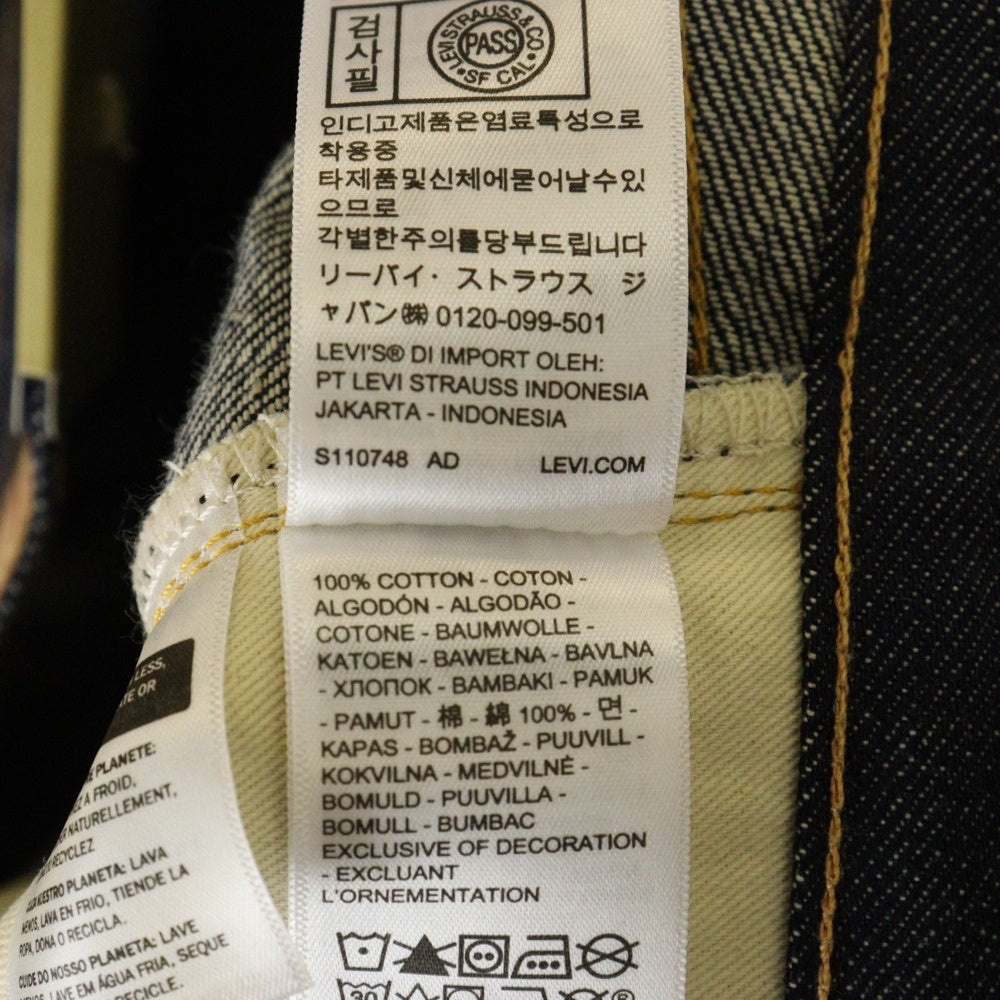 검사필
LEVI STRAUSS & CO
PASS
SF CAL
인디고제품은염료특성으로
착용중
타제품및신체에묻어날수있
으므로
각별한주의를당부드립니다
リーバイ・ ストラウス ジ
ャパン㈱ 0120-099-501
LEVI'S® DI IMPORT OLEH:
PT LEVI STRAUSS INDONESIA
JAKARTA - INDONESIA
S110748 AD LEVI.COM
100% COTTON - COTON -
ALGODÓN - ALGODÃO -
COTONE - BAUMWOLLE -
KATOEN - BAWEŁNA - BAVLNA
- ХЛОПОК - BAMBAKI - PAMUK
- PAMUT - 棉 - 綿 100% - 면 -
KAPAS - BOMBAŽ - PUUVILL -
KOKVILNA - MEDVILNĖ -
BOMULD - PUUVILLA -
BOMULL - BUMBAC
EXCLUSIVE OF DECORATION
- EXCLUANT
L'ORNEMENTATION
30
LESS,
OR
PLANETE:
A FROID,
NATURELLEMENT,
RECYCLEZ
NUESTRO PLANETA: LAVA
MENOS, LAVA EN FRIO, TIENDE LA
ROPA, DONA O RECICLA.
CUIDE DO NOSSO PLANETA: LAVE
MENOS, LAVE EM ÁGUA FRIA, SEQUE
RECICLE.